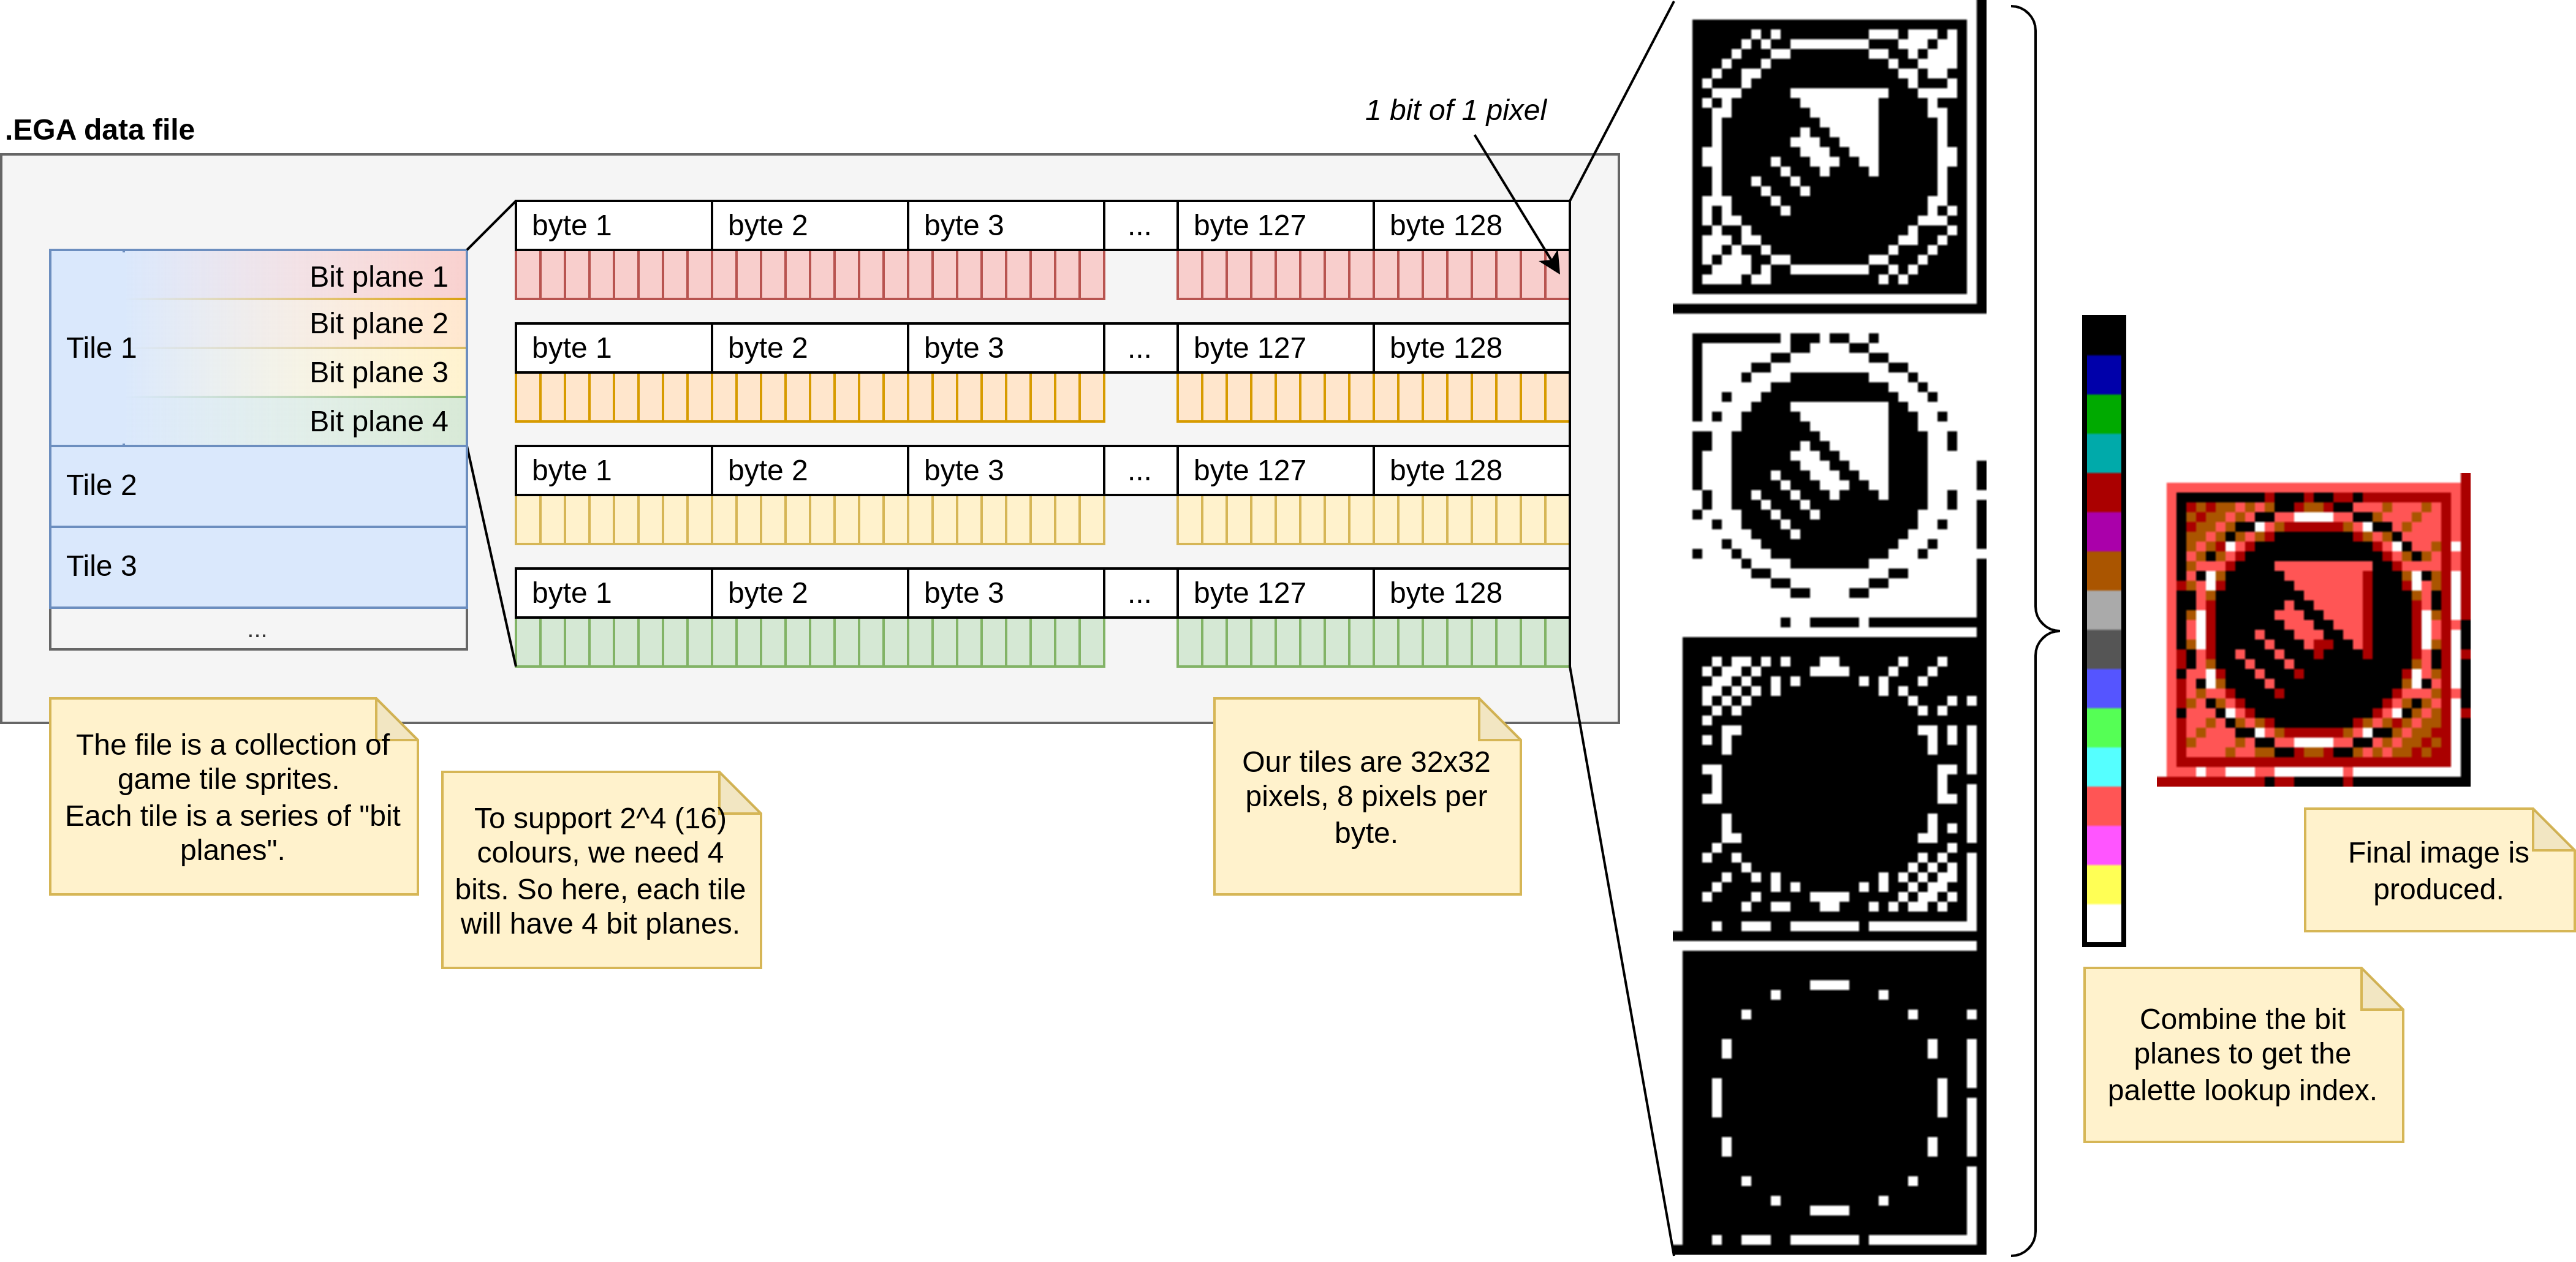 1 bit of 1 pixel
.EGA data file
byte 1 byte 2 byte 3 ... byte 127 byte 128
Bit plane 1
Bit plane 2
Tile 1
Bit plane 3
Bit plane 4
byte 1 byte 2 byte 3 ... byte 127 byte 128
byte 1 byte 2 byte 3 ... byte 127 byte 128
Tile 2
Tile 3
byte 1 byte 2 byte 3 ... byte 127 byte 128
...
The file is a collection of
game tile sprites.
Each tile is a series of "bit
planes".
To support 2^4 (16)
colours, we need 4
bits. So here, each tile
will have 4 bit planes.
Our tiles are 32x32
pixels, 8 pixels per
byte.
Final image is
produced.
Combine the bit
planes to get the
palette lookup index.